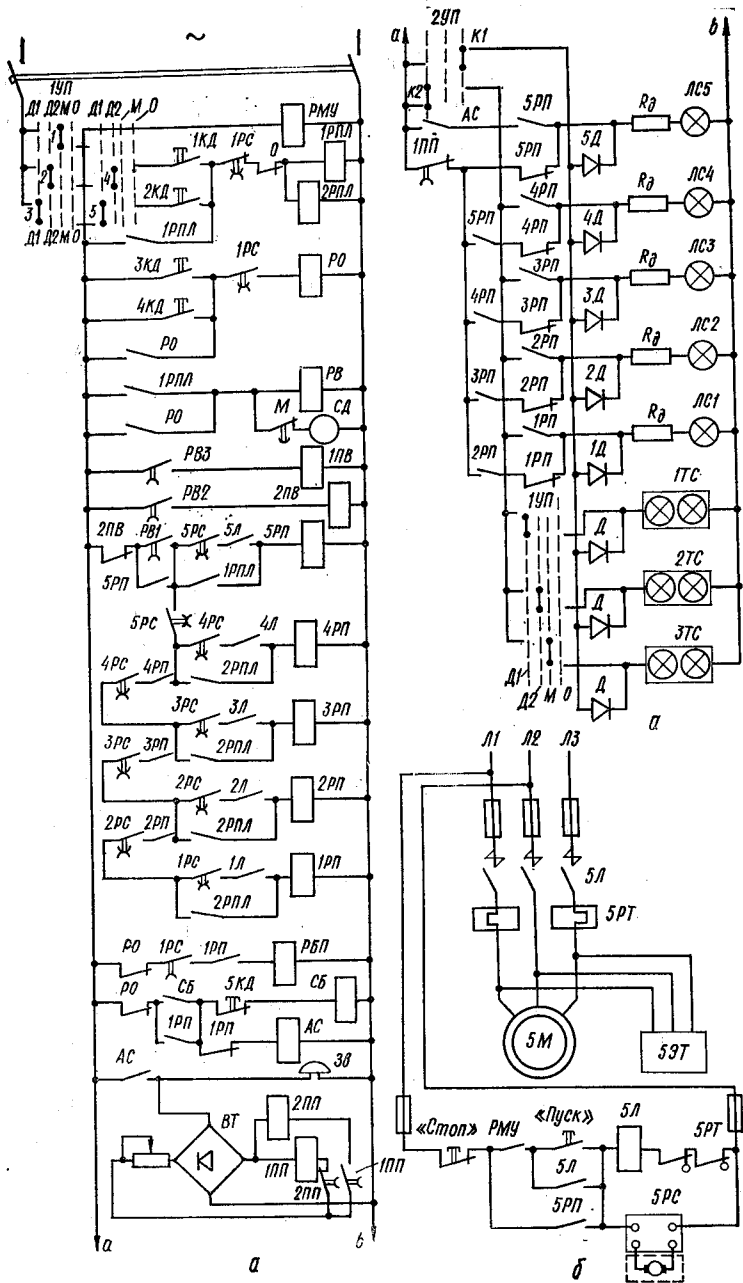 ~
1УП
Д1 Д2 М О Д1 Д2 М О
РМУ
1 2 3 4 5
1КД 1РС О 1РПЛ
2КД 2РПЛ
Д1 Д2 М О
1РПЛ
3КД 1РС РО
4КД
РО
1РПЛ РВ
РО М СД
РВ3 1ПВ
РВ2 2ПВ
2ПВ РВ1 5РС 5Л 5РП
5РП 1РПЛ
5РС 4РС 4Л 4РП
4РС 4РП 2РПЛ
3РС 3Л 3РП
3РС 3РП 2РПЛ
2РС 2Л 2РП
2РС 2РП 2РПЛ
1РС 1Л 1РП
2РПЛ
РО 1РС 1РП РБП
РО СБ 5КД СБ
1РП 1РП АС
АС ЗВ
ВТ 2ПП
1ПП 2ПП 1ПП
а в
а
2УП
а К1 в
К2 АС 5РП Rд ЛС5
1ПП 5РП 5Д
4РП Rд ЛС4
5РП 4РП 4Д
3РП Rд ЛС3
4РП 3РП 3Д
2РП Rд ЛС2
3РП 2РП 2Д
1РП Rд ЛС1
2РП 1РП 1Д
1УП 1ТС
Д
2ТС
Д
3ТС
Д1 Д2 М О Д
а
Л1 Л2 Л3
5Л
5РТ
5М 5ЭТ
«Стоп» РМУ «Пуск» 5Л 5РТ
5Л
5РП 5РС
б